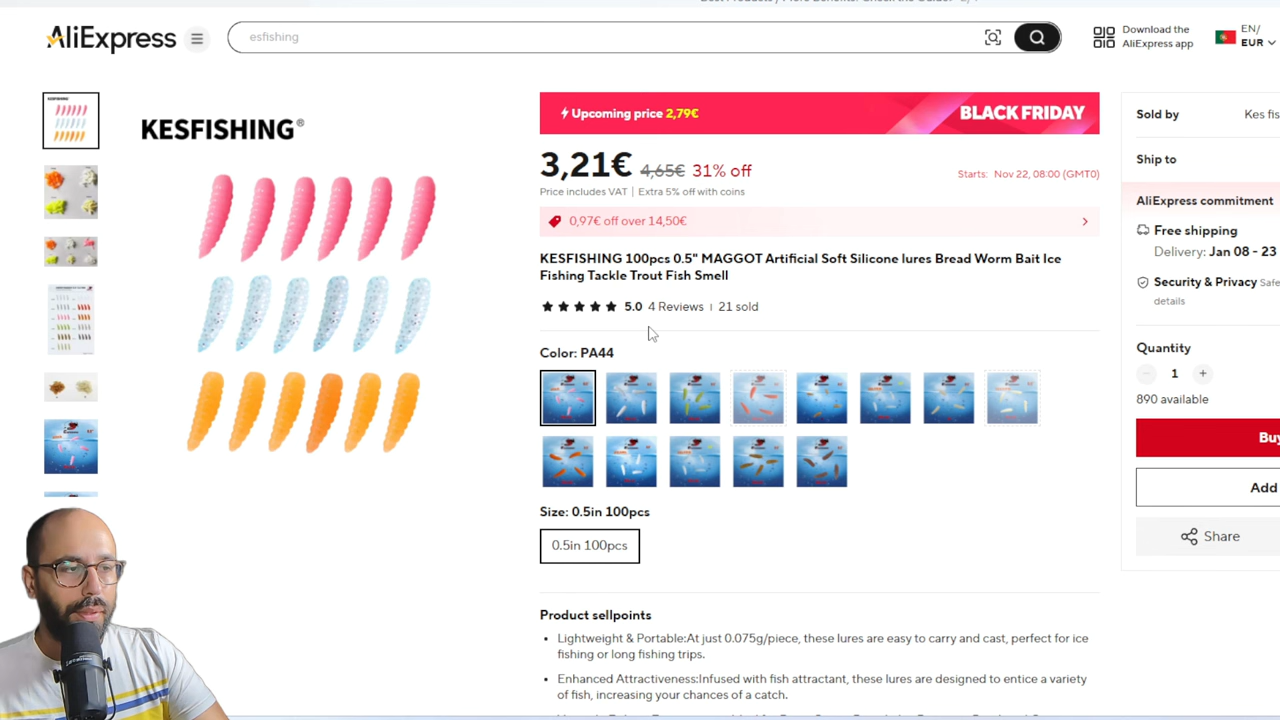 AliExpress
esfishing
Download the
AliExpress app
EN/
EUR
KESFISHING®
Upcoming price 2,79€
BLACK FRIDAY
3,21€ 4,65€ 31% off
Price includes VAT | Extra 5% off with coins
Starts: Nov 22, 08:00 (GMT0)
0,97€ off over 14,50€
KESFISHING 100pcs 0.5" MAGGOT Artificial Soft Silicone lures Bread Worm Bait Ice
Fishing Tackle Trout Fish Smell
5.0 4 Reviews | 21 sold
Color: PA44
Size: 0.5in 100pcs
0.5in 100pcs
Product sellpoints
• Lightweight & Portable:At just 0.075g/piece, these lures are easy to carry and cast, perfect for ice
fishing or long fishing trips.
• Enhanced Attractiveness:Infused with fish attractant, these lures are designed to entice a variety
of fish, increasing your chances of a catch.
Sold by Kes fis
Ship to
AliExpress commitment
Free shipping
Delivery: Jan 08 - 23
Security & Privacy Safe
details
Quantity
- 1 +
890 available
Bu
Add
Share